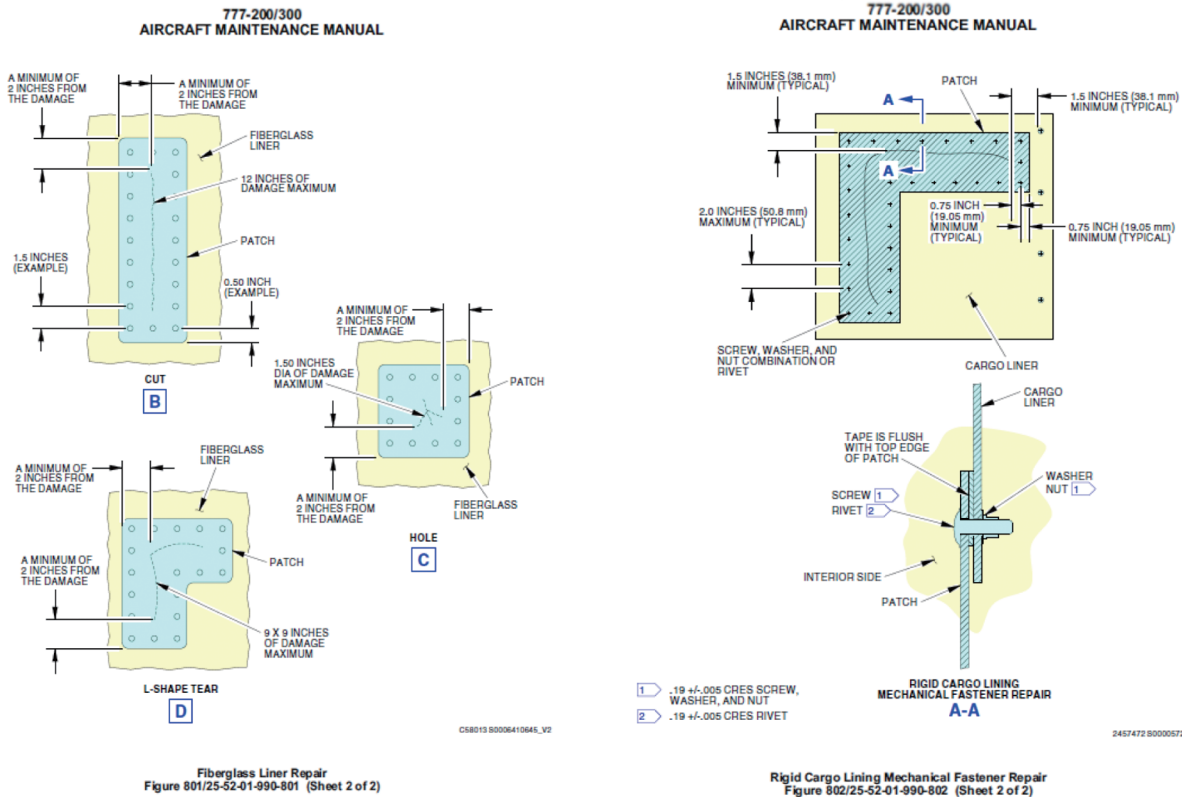 777-200/300
AIRCRAFT MAINTENANCE MANUAL
A MINIMUM OF
2 INCHES FROM
THE DAMAGE
A MINIMUM OF
2 INCHES FROM
THE DAMAGE
FIBERGLASS
LINER
12 INCHES OF
DAMAGE MAXIMUM
PATCH
1.5 INCHES
(EXAMPLE)
0.50 INCH
(EXAMPLE)
CUT
B
A MINIMUM OF
2 INCHES FROM
THE DAMAGE
1.50 INCHES
DIA OF DAMAGE
MAXIMUM
PATCH
A MINIMUM OF
2 INCHES FROM
THE DAMAGE
FIBERGLASS
LINER
HOLE
C
FIBERGLASS
LINER
A MINIMUM OF
2 INCHES FROM
THE DAMAGE
A MINIMUM OF
2 INCHES FROM
THE DAMAGE
PATCH
9 X 9 INCHES
OF DAMAGE
MAXIMUM
L-SHAPE TEAR
D
C58013 S0006410645_V2
Fiberglass Liner Repair
Figure 801/25-52-01-990-801 (Sheet 2 of 2)
777-200/300
AIRCRAFT MAINTENANCE MANUAL
1.5 INCHES (38.1 mm)
MINIMUM (TYPICAL)
PATCH
A
1.5 INCHES (38.1 mm)
MINIMUM (TYPICAL)
A
2.0 INCHES (50.8 mm)
MAXIMUM (TYPICAL)
0.75 INCH
(19.05 mm)
MINIMUM
(TYPICAL)
0.75 INCH (19.05 mm)
MINIMUM (TYPICAL)
SCREW, WASHER, AND
NUT COMBINATION OR
RIVET
CARGO LINER
CARGO
LINER
TAPE IS FLUSH
WITH TOP EDGE
OF PATCH
WASHER
NUT 1
SCREW 1
RIVET 2
INTERIOR SIDE
PATCH
RIGID CARGO LINING
MECHANICAL FASTENER REPAIR
A-A
1 .19 +/-.005 CRES SCREW,
WASHER, AND NUT
2 .19 +/-.005 CRES RIVET
2457472 S0000572
Rigid Cargo Lining Mechanical Fastener Repair
Figure 802/25-52-01-990-802 (Sheet 2 of 2)